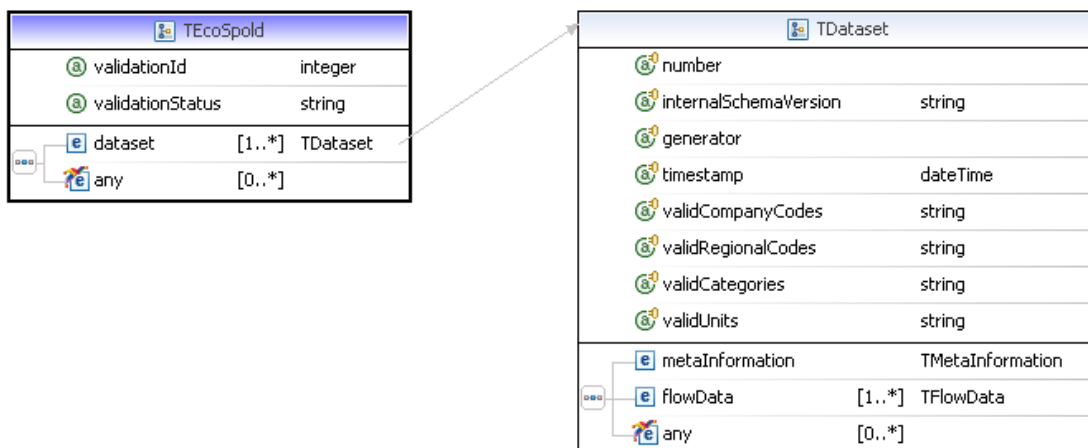 TEcoSpold
validationId integer
validationStatus string
dataset [1..*] TDataset
any [0..*]
TDataset
number
internalSchemaVersion string
generator
timestamp dateTime
validCompanyCodes string
validRegionalCodes string
validCategories string
validUnits string
metaInformation TMetaInformation
flowData [1..*] TFlowData
any [0..*]